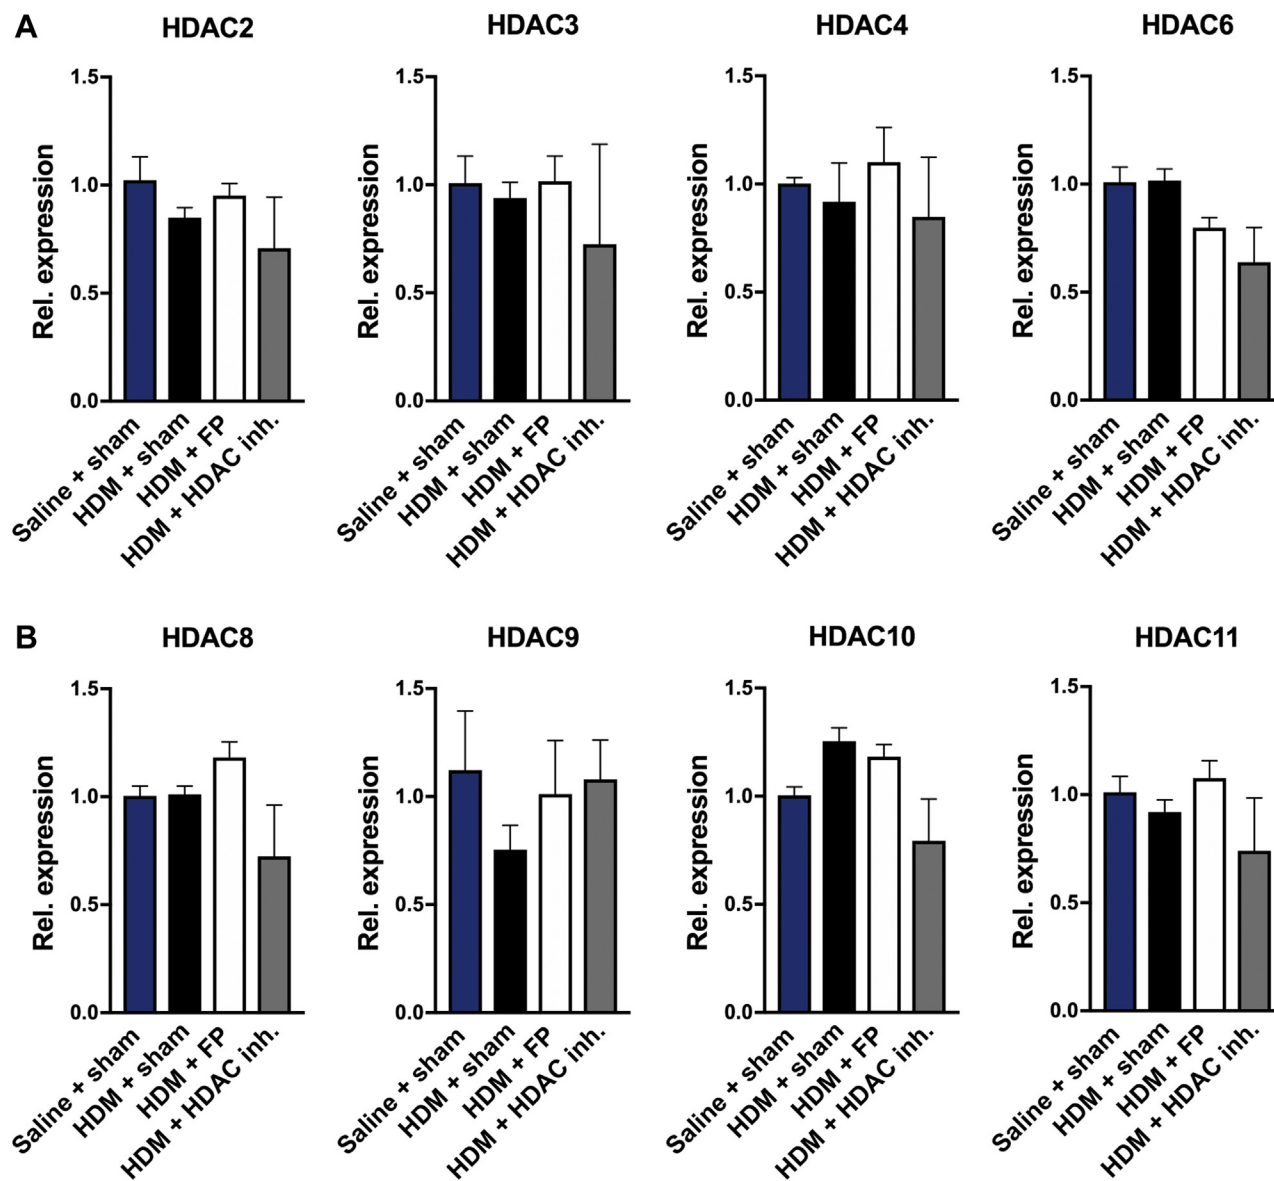 A
HDAC2
HDAC3
HDAC4
HDAC6
Rel. expression
1.5
1.0
0.5
0.0
Saline + sham
HDM + sham
HDM + FP
HDM + HDAC inh.
Rel. expression
1.5
1.0
0.5
0.0
Saline + sham
HDM + sham
HDM + FP
HDM + HDAC inh.
Rel. expression
1.5
1.0
0.5
0.0
Saline + sham
HDM + sham
HDM + FP
HDM + HDAC inh.
Rel. expression
1.5
1.0
0.5
0.0
Saline + sham
HDM + sham
HDM + FP
HDM + HDAC inh.
B
HDAC8
HDAC9
HDAC10
HDAC11
Rel. expression
1.5
1.0
0.5
0.0
Saline + sham
HDM + sham
HDM + FP
HDM + HDAC inh.
Rel. expression
1.5
1.0
0.5
0.0
Saline + sham
HDM + sham
HDM + FP
HDM + HDAC inh.
Rel. expression
1.5
1.0
0.5
0.0
Saline + sham
HDM + sham
HDM + FP
HDM + HDAC inh.
Rel. expression
1.5
1.0
0.5
0.0
Saline + sham
HDM + sham
HDM + FP
HDM + HDAC inh.